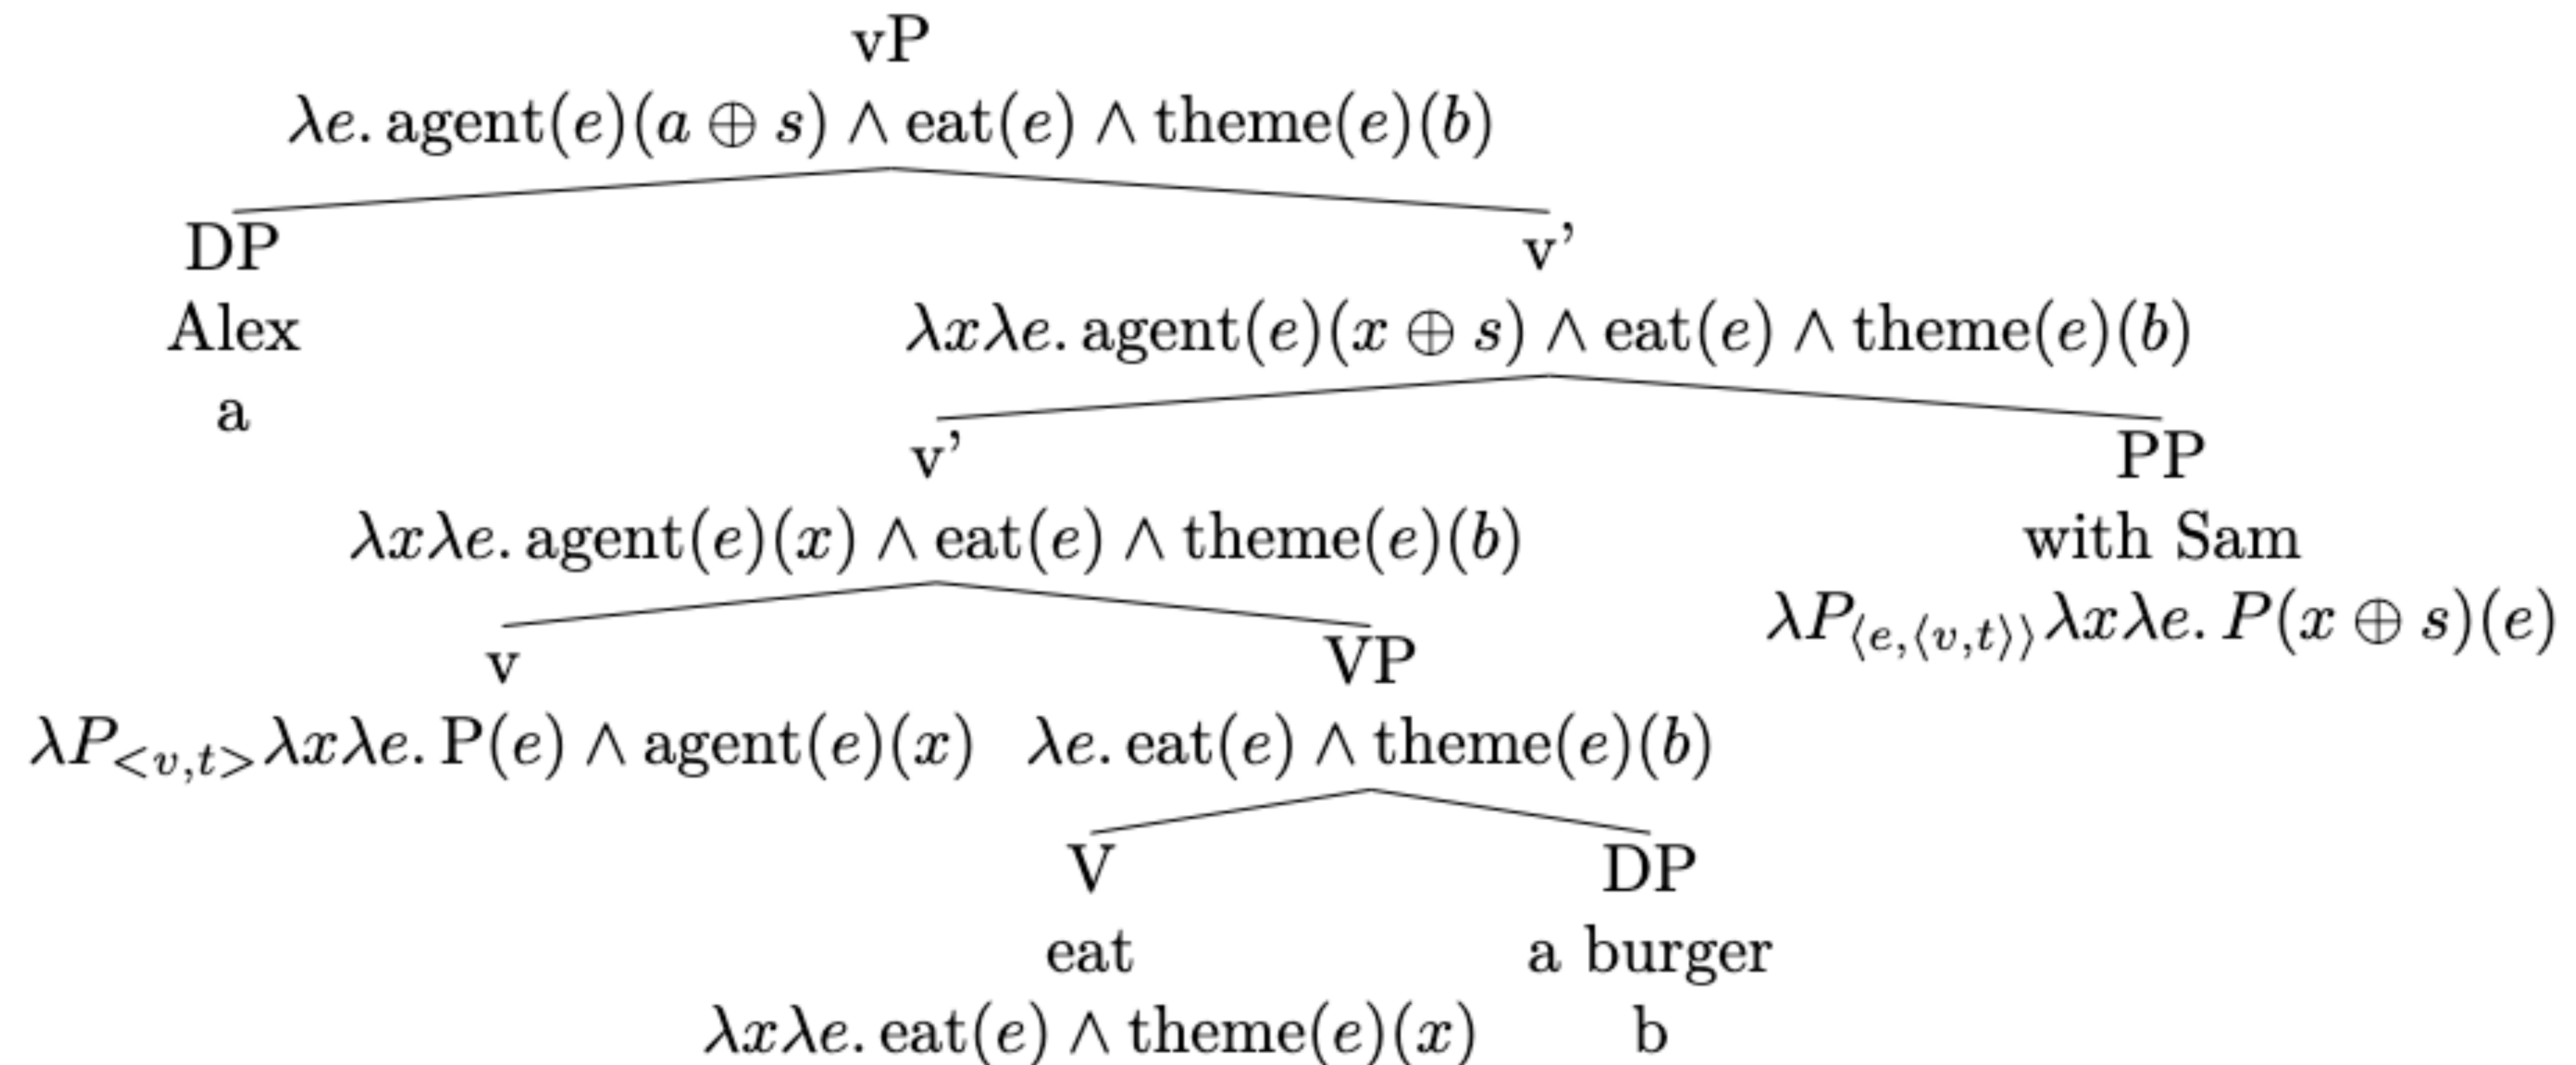 vP
λe. agent(e)(a ⊕ s) ∧ eat(e) ∧ theme(e)(b)
DP
Alex
a
v’
λxλe. agent(e)(x ⊕ s) ∧ eat(e) ∧ theme(e)(b)
v’
λxλe. agent(e)(x) ∧ eat(e) ∧ theme(e)(b)
PP
with Sam
λP⟨e,⟨v,t⟩⟩λxλe. P(x ⊕ s)(e)
v
λP<v,t>λxλe. P(e) ∧ agent(e)(x)
VP
λe. eat(e) ∧ theme(e)(b)
V
eat
λxλe. eat(e) ∧ theme(e)(x)
DP
a burger
b